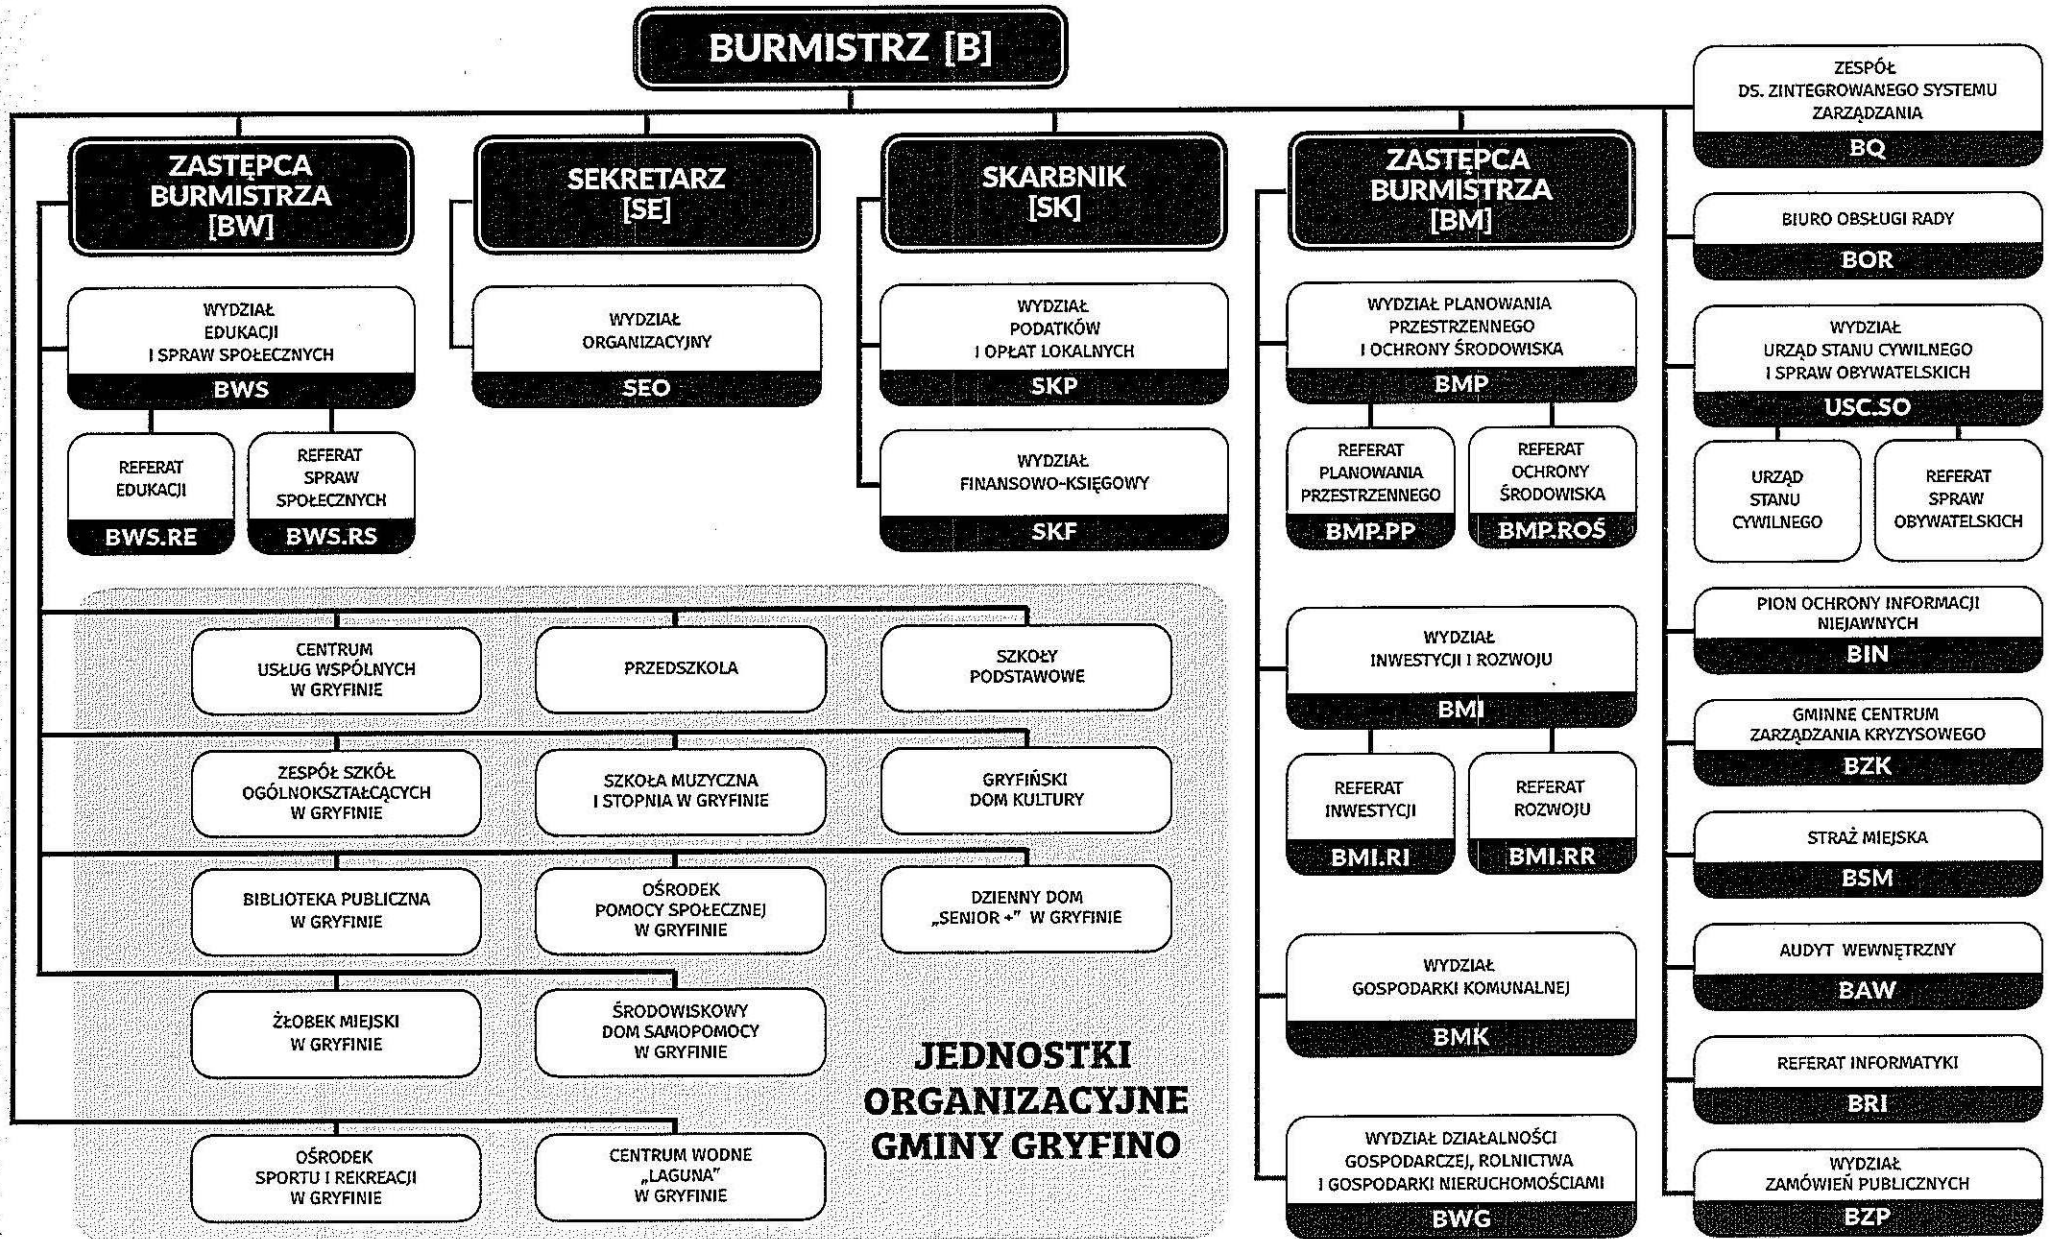 BURMISTRZ [B]
ZASTĘPCA
BURMISTRZA
[BW]
WYDZIAŁ
EDUKACJI
I SPRAW SPOŁECZNYCH
BWS
REFERAT
EDUKACJI
BWS.RE
REFERAT
SPRAW
SPOŁECZNYCH
BWS.RS
SEKRETARZ
[SE]
WYDZIAŁ
ORGANIZACYJNY
SEO
SKARBNIK
[SK]
WYDZIAŁ
PODATKÓW
I OPŁAT LOKALNYCH
SKP
WYDZIAŁ
FINANSOWO-KSIĘGOWY
SKF
ZASTĘPCA
BURMISTRZA
[BM]
WYDZIAŁ PLANOWANIA
PRZESTRZENNEGO
I OCHRONY ŚRODOWISKA
BMP
REFERAT
PLANOWANIA
PRZESTRZENNEGO
BMP.PP
REFERAT
OCHRONY
ŚRODOWISKA
BMP.ROŚ
WYDZIAŁ
INWESTYCJI I ROZWOJU
BMI
REFERAT
INWESTYCJI
BMI.RI
REFERAT
ROZWOJU
BMI.RR
WYDZIAŁ
GOSPODARKI KOMUNALNEJ
BMK
WYDZIAŁ DZIAŁALNOŚCI
GOSPODARCZEJ, ROLNICTWA
I GOSPODARKI NIERUCHOMOŚCIAMI
BWG
ZESPÓŁ
DS. ZINTEGROWANEGO SYSTEMU
ZARZĄDZANIA
BQ
BIURO OBSŁUGI RADY
BOR
WYDZIAŁ
URZĄD STANU CYWILNEGO
I SPRAW OBYWATELSKICH
USC.SO
URZĄD
STANU
CYWILNEGO
REFERAT
SPRAW
OBYWATELSKICH
PION OCHRONY INFORMACJI
NIEJAWNYCH
BIN
GMINNE CENTRUM
ZARZĄDZANIA KRYZYSOWEGO
BZK
STRAŻ MIEJSKA
BSM
AUDYT WEWNĘTRZNY
BAW
REFERAT INFORMATYKI
BRI
WYDZIAŁ
ZAMÓWIEŃ PUBLICZNYCH
BZP
CENTRUM
USŁUG WSPÓLNYCH
W GRYFINIE
PRZEDSZKOLA
SZKOŁY
PODSTAWOWE
ZESPÓŁ SZKÓŁ
OGÓLNOKSZTAŁCĄCYCH
W GRYFINIE
SZKOŁA MUZYCZNA
I STOPNIA W GRYFINIE
GRYFIŃSKI
DOM KULTURY
BIBLIOTEKA PUBLICZNA
W GRYFINIE
OŚRODEK
POMOCY SPOŁECZNEJ
W GRYFINIE
DZIENNY DOM
„SENIOR +” W GRYFINIE
ŻŁOBEK MIEJSKI
W GRYFINIE
ŚRODOWISKOWY
DOM SAMOPOMOCY
W GRYFINIE
OŚRODEK
SPORTU I REKREACJI
W GRYFINIE
CENTRUM WODNE
„LAGUNA”
W GRYFINIE
JEDNOSTKI
ORGANIZACYJNE
GMINY GRYFINO